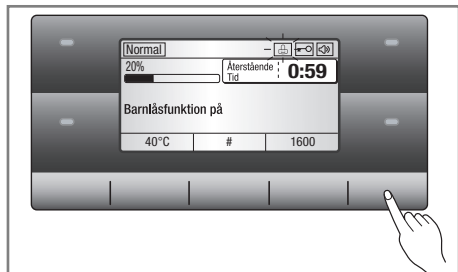 Normal
20%
Återstående
Tid
0:59
Barnlåsfunktion på
40°C
#
1600